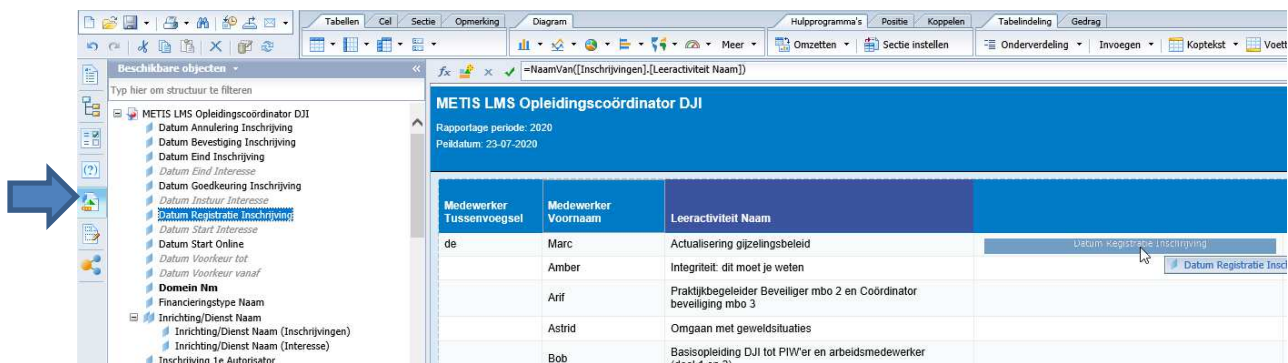 Tabellen Cel Sectie Opmerking Diagram Hulpprogramma's Positie Koppelen Tabelindeling Gedrag
Meer Omzetten Sectie instellen Onderverdeling Invoegen Koptekst Voett
Beschikbare objecten
=NaamVan([Inschrijvingen].[Leeractiviteit Naam])
Typ hier om structuur te filteren
METIS LMS Opleidingscoördinator DJI
Datum Annulering Inschrijving
Datum Bevestiging Inschrijving
Datum Eind Inschrijving
Datum Eind Interesse
Datum Goedkeuring Inschrijving
Datum Instuur Interesse
Datum Registratie Inschrijving
Datum Start Interesse
Datum Start Online
Datum Voorkeur tot
Datum Voorkeur vanaf
Domein Nm
Financieringstype Naam
Inrichting/Dienst Naam
Inrichting/Dienst Naam (Inschrijvingen)
Inrichting/Dienst Naam (Interesse)
Inschrijving 1e Autorisator
METIS LMS Opleidingscoördinator DJI
Rapportage periode: 2020
Peildatum: 23-07-2020
Medewerker Tussenvoegsel Medewerker Voornaam Leeractiviteit Naam
de Marc Actualisering gijzelingsbeleid Datum Registratie Inschrijving
Datum Registratie Insch
Amber Integriteit: dit moet je weten
Arif Praktijkbegeleider Beveiliger mbo 2 en Coördinator
beveiliging mbo 3
Astrid Omgaan met geweldsituaties
Bob Basisopleiding DJI tot PIW'er en arbeidsmedewerker